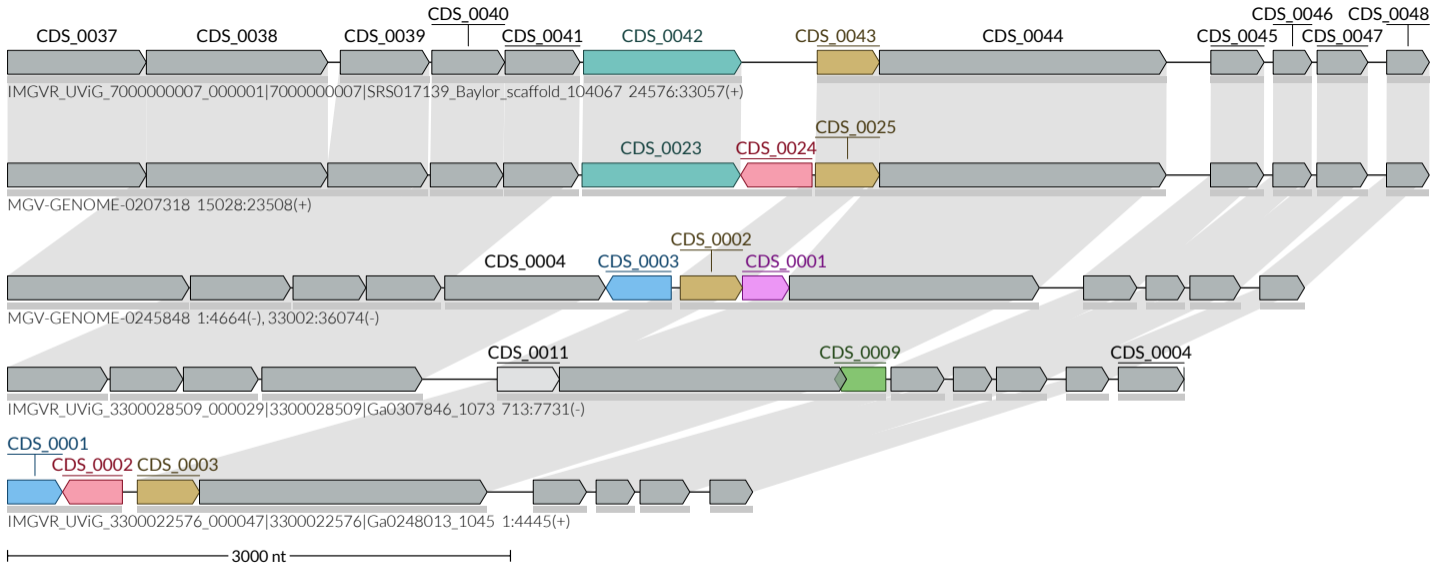 CDS_0040 CDS_0046 CDS_0048
CDS_0037 CDS_0038 CDS_0039 CDS_0041 CDS_0042 CDS_0043 CDS_0044 CDS_0045 CDS_0047
IMGVR_UViG_7000000007_000001|7000000007|SRS017139_Baylor_scaffold_104067 24576:33057(+)
CDS_0025
CDS_0023 CDS_0024
MGV-GENOME-0207318 15028:23508(+)
CDS_0002
CDS_0004 CDS_0003 CDS_0001
MGV-GENOME-0245848 1:4664(-), 33002:36074(-)
CDS_0011 CDS_0009 CDS_0004
IMGVR_UViG_3300028509_000029|3300028509|Ga0307846_1073 713:7731(-)
CDS_0001
CDS_0002 CDS_0003
IMGVR_UViG_3300022576_000047|3300022576|Ga0248013_1045 1:4445(+)
3000 nt